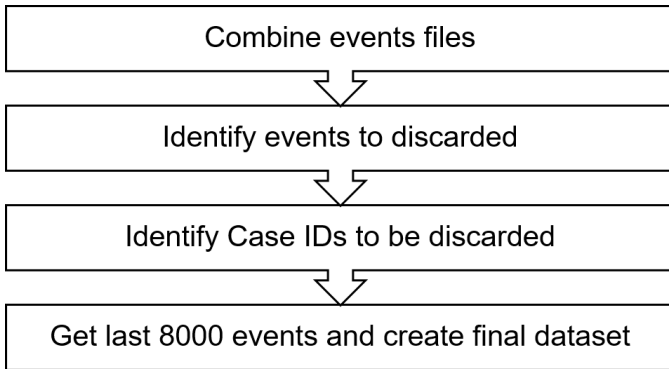 Combine events files
Identify events to discarded
Identify Case IDs to be discarded
Get last 8000 events and create final dataset